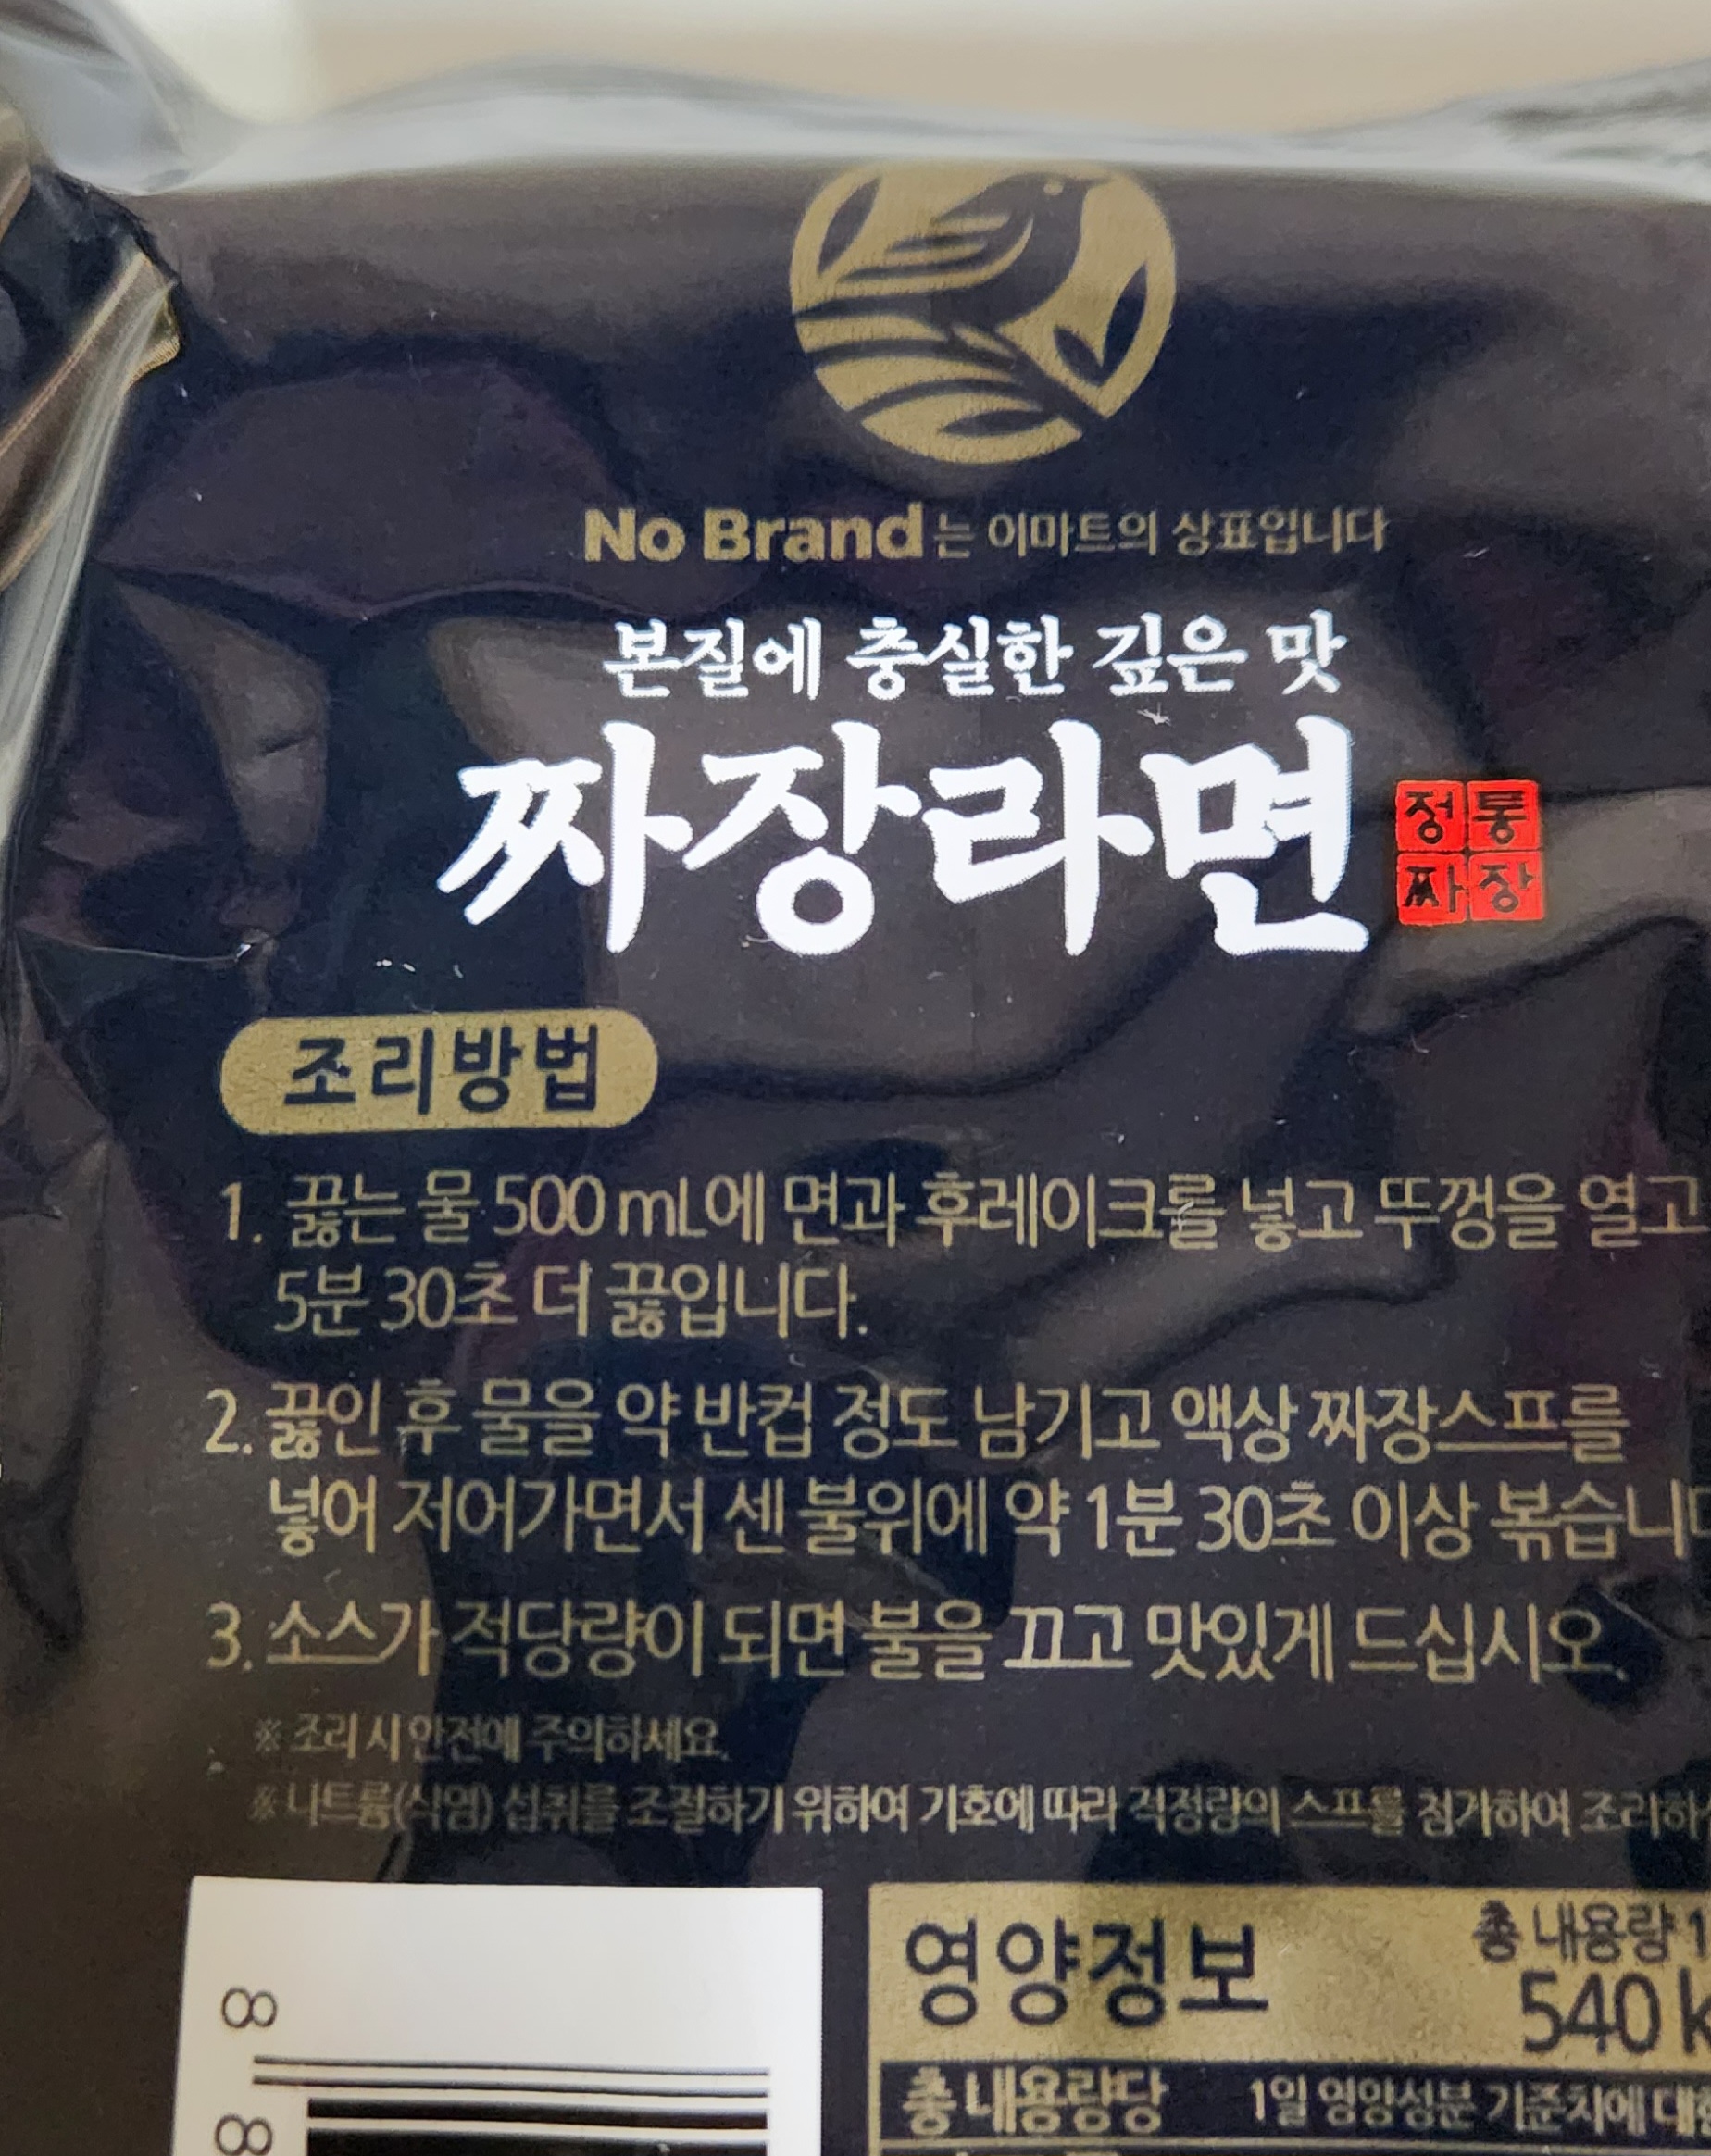 No Brand는 이마트의 상표입니다
본질에 충실한 깊은 맛
짜장라면
정통
짜장
조리방법
1. 끓는 물 500 mL에 면과 후레이크를 넣고 뚜껑을 열고
5분 30초 더 끓입니다.
2. 끓인 후 물을 약 반컵 정도 남기고 액상 짜장스프를
넣어 저어가면서 센 불위에 약 1분 30초 이상 볶습니다
3. 소스가 적당량이 되면 불을 끄고 맛있게 드십시오.
※ 조리 시 안전에 주의하세요.
※ 나트륨(식염) 섭취를 조절하기 위하여 기호에 따라 적정량의 스프를 첨가하여 조리하
영양정보
총 내용량 1
540 k
총 내용량당
1일 영양성분 기준치에 대한
8
8